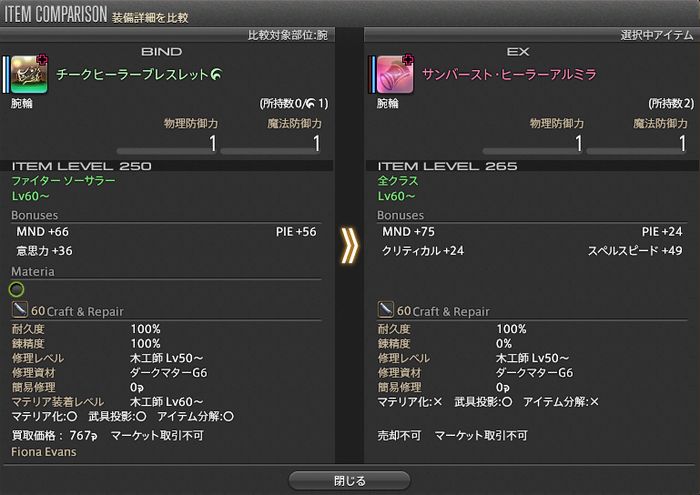 ITEM COMPARISON 装備詳細を比較
比較対象部位:腕
BIND
チークヒーラーブレスレット
腕輪 (所持数0/ 1)
物理防御力 魔法防御力
1 1
ITEM LEVEL 250
ファイター ソーサラー
Lv60～
Bonuses
MND +66 PIE +56
意思力 +36
Materia
60 Craft & Repair
耐久度 100%
錬精度 100%
修理レベル 木工師 Lv50～
修理資材 ダークマターG6
簡易修理 0
マテリア装着レベル 木工師 Lv60～
マテリア化:〇 武具投影:〇 アイテム分解:〇
買取価格： 767 マーケット取引不可
Fiona Evans
選択中アイテム
EX
サンバースト・ヒーラーアルミラ
腕輪 (所持数2)
物理防御力 魔法防御力
1 1
ITEM LEVEL 265
全クラス
Lv60～
Bonuses
MND +75 PIE +24
クリティカル +24 スペルスピード +49
60 Craft & Repair
耐久度 100%
錬精度 0%
修理レベル 木工師 Lv50～
修理資材 ダークマターG6
簡易修理 0
マテリア化:× 武具投影:〇 アイテム分解:×
売却不可 マーケット取引不可
閉じる